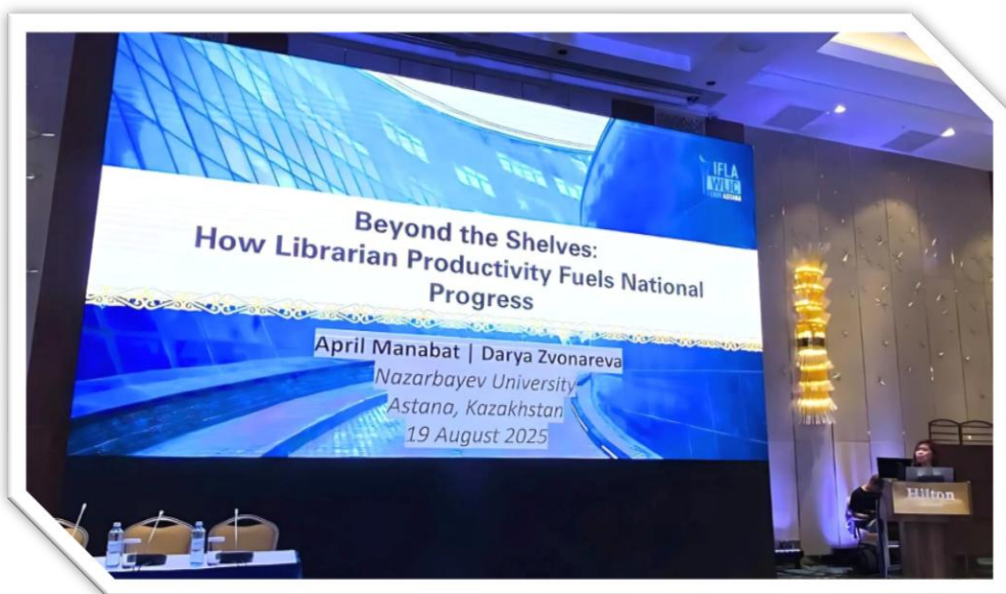 IFLA
WLIC
ASTANA
Beyond the Shelves:
How Librarian Productivity Fuels National
Progress
April Manabat | Darya Zvonareva
Nazarbayev University
Astana, Kazakhstan
19 August 2025
Hilton